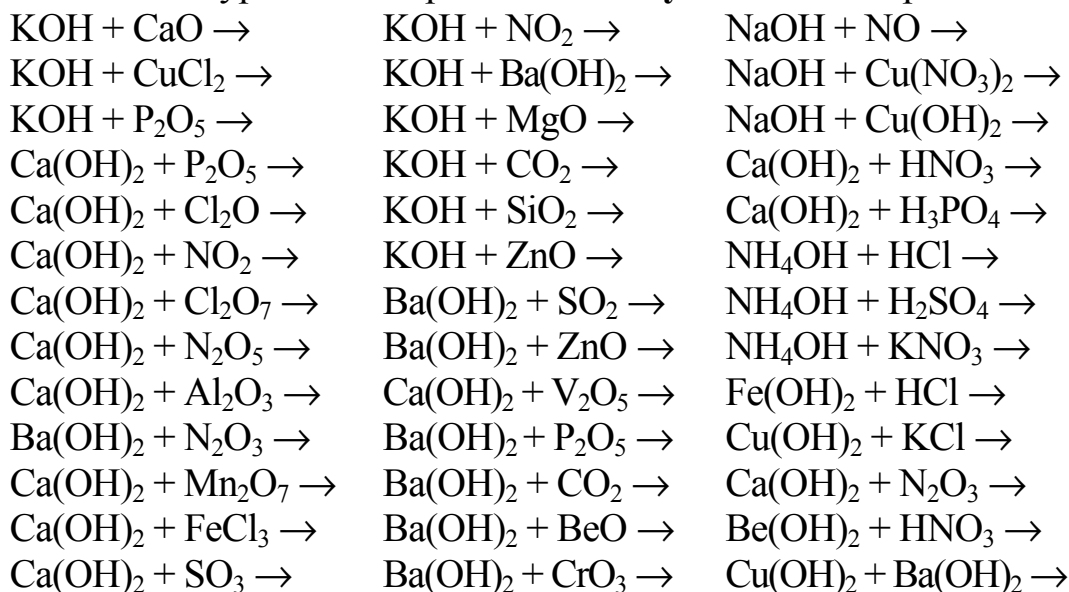 KOH + CaO → KOH + NO₂ → NaOH + NO →
KOH + CuCl₂ → KOH + Ba(OH)₂ → NaOH + Cu(NO₃)₂ →
KOH + P₂O₅ → KOH + MgO → NaOH + Cu(OH)₂ →
Ca(OH)₂ + P₂O₅ → KOH + CO₂ → Ca(OH)₂ + HNO₃ →
Ca(OH)₂ + Cl₂O → KOH + SiO₂ → Ca(OH)₂ + H₃PO₄ →
Ca(OH)₂ + NO₂ → KOH + ZnO → NH₄OH + HCl →
Ca(OH)₂ + Cl₂O₇ → Ba(OH)₂ + SO₂ → NH₄OH + H₂SO₄ →
Ca(OH)₂ + N₂O₅ → Ba(OH)₂ + ZnO → NH₄OH + KNO₃ →
Ca(OH)₂ + Al₂O₃ → Ca(OH)₂ + V₂O₅ → Fe(OH)₂ + HCl →
Ba(OH)₂ + N₂O₃ → Ba(OH)₂ + P₂O₅ → Cu(OH)₂ + KCl →
Ca(OH)₂ + Mn₂O₇ → Ba(OH)₂ + CO₂ → Ca(OH)₂ + N₂O₃ →
Ca(OH)₂ + FeCl₃ → Ba(OH)₂ + BeO → Be(OH)₂ + HNO₃ →
Ca(OH)₂ + SO₃ → Ba(OH)₂ + CrO₃ → Cu(OH)₂ + Ba(OH)₂ →